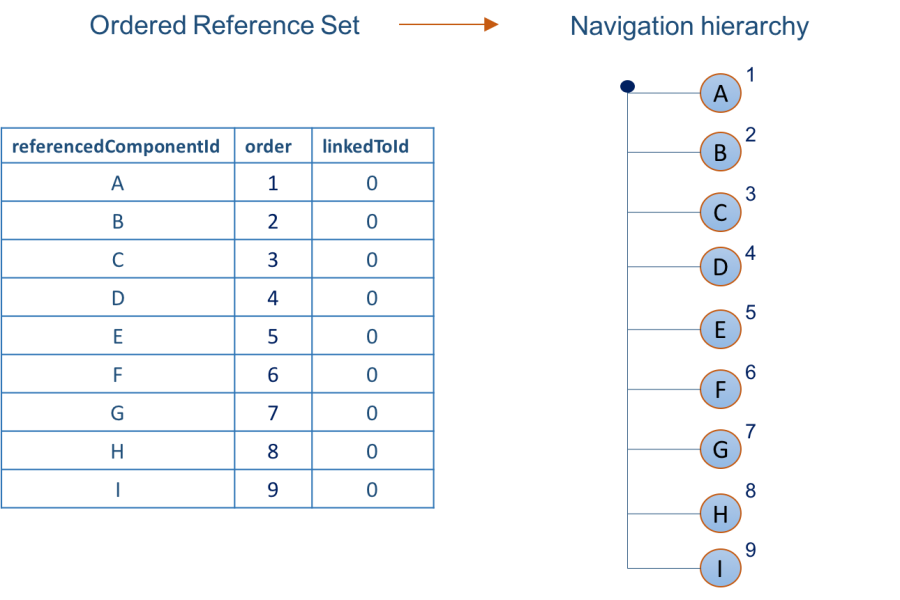 Ordered Reference Set
Navigation hierarchy
referencedComponentId order linkedToId
A 1 0
B 2 0
C 3 0
D 4 0
E 5 0
F 6 0
G 7 0
H 8 0
I 9 0
A 1
B 2
C 3
D 4
E 5
F 6
G 7
H 8
I 9